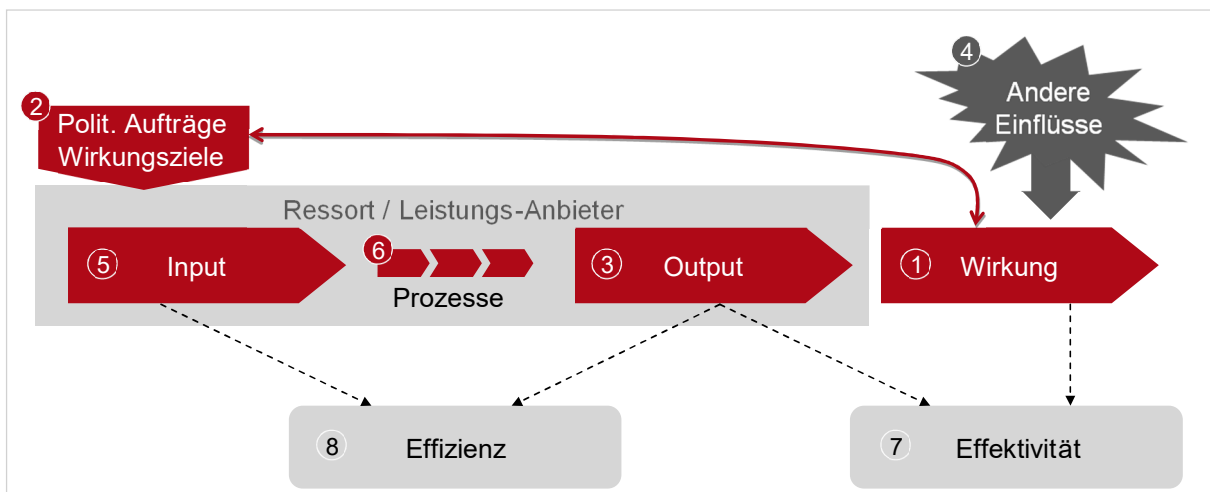 4
Andere
Einflüsse
2
Polit. Aufträge
Wirkungsziele
Ressort / Leistungs-Anbieter
5 Input
6
Prozesse
3 Output
1 Wirkung
8 Effizienz
7 Effektivität